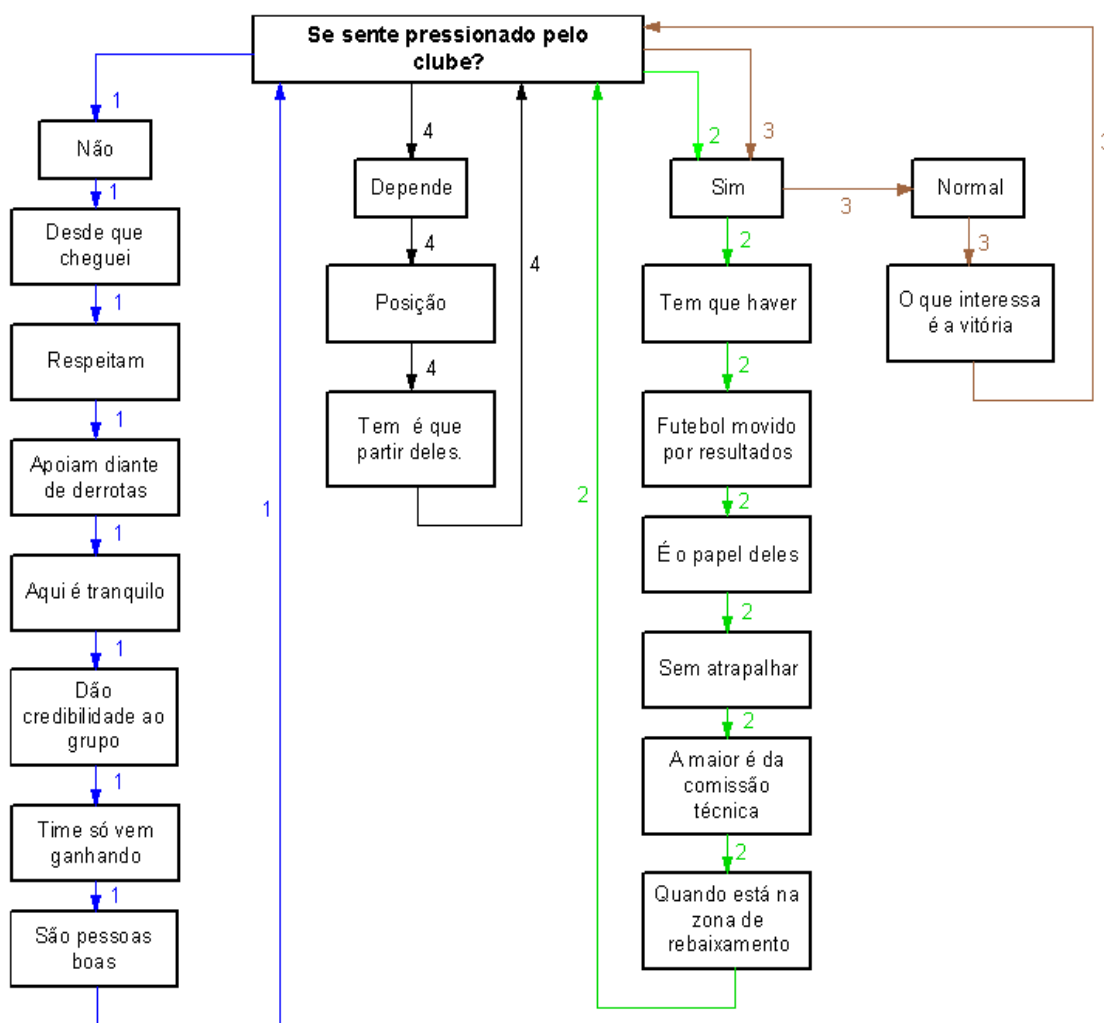 Se sente pressionado pelo
clube?
1
4
2
3
3
Não
Depende
Sim
3
Normal
1
4
2
3
4
Desde que
cheguei
Posição
Tem que haver
O que interessa
é a vitória
1
4
2
Respeitam
Tem é que
partir deles.
Futebol movido
por resultados
1
2
Apoiam diante
de derrotas
1
2
1
É o papel deles
Aqui é tranquilo
2
1
Sem atrapalhar
Dão
credibilidade ao
grupo
2
A maior é da
comissão
técnica
1
Time só vem
ganhando
2
1
Quando está na
zona de
rebaixamento
São pessoas
boas